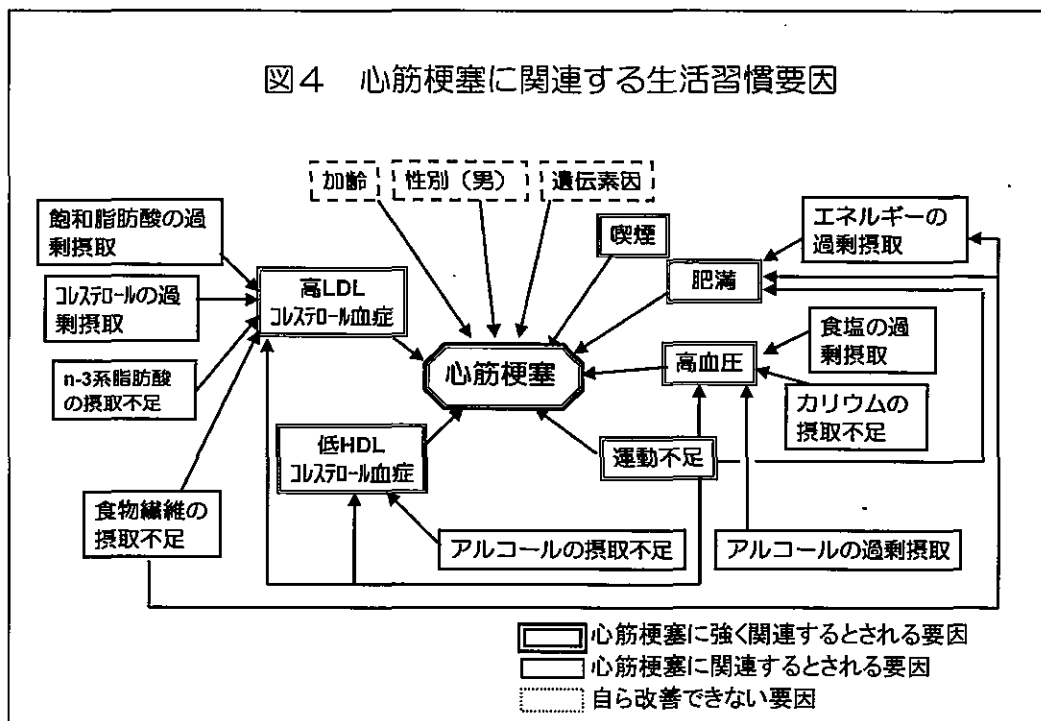 図4 心筋梗塞に関連する生活習慣要因
加齢
性別（男）
遺伝素因
飽和脂肪酸の過
剰摂取
喫煙
エネルギーの
過剰摂取
肥満
高LDL
コレステロール血症
コレステロールの過
剰摂取
食塩の過
剰摂取
心筋梗塞
高血圧
n-3系脂肪酸
の摂取不足
カリウムの
摂取不足
低HDL
コレステロール血症
運動不足
食物繊維の
摂取不足
アルコールの摂取不足
アルコールの過剰摂取
心筋梗塞に強く関連するとされる要因
心筋梗塞に関連するとされる要因
自ら改善できない要因